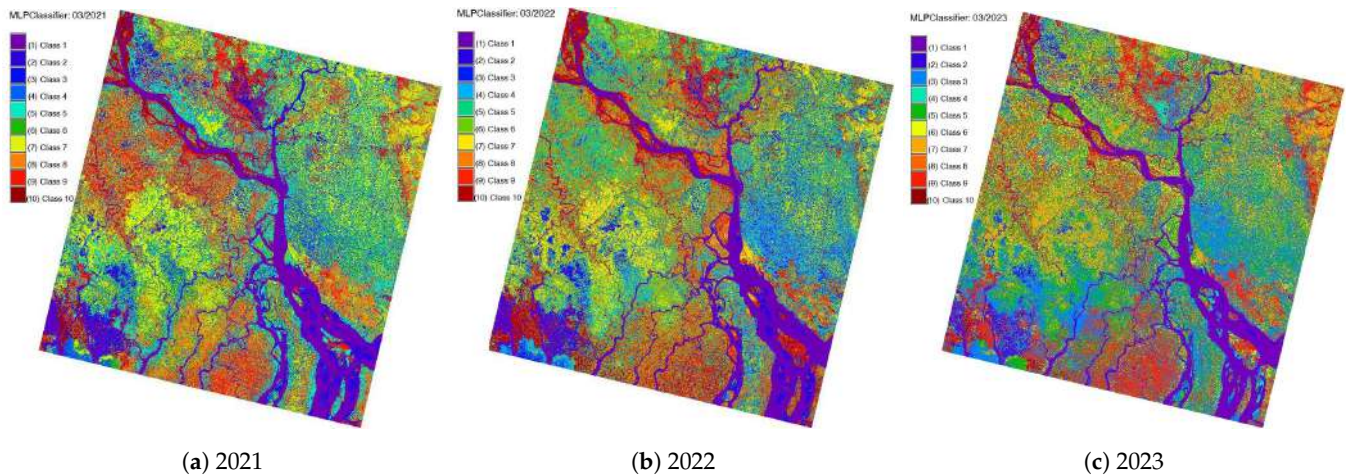 MLPClassifier: 03/2021
(1) Class 1
(2) Class 2
(3) Class 3
(4) Class 4
(5) Class 5
(6) Class 6
(7) Class 7
(8) Class 8
(9) Class 9
(10) Class 10
MLPClassifier: 03/2022
(1) Class 1
(2) Class 2
(3) Class 3
(4) Class 4
(5) Class 5
(6) Class 6
(7) Class 7
(8) Class 8
(9) Class 9
(10) Class 10
MLPClassifier: 03/2023
(1) Class 1
(2) Class 2
(3) Class 3
(4) Class 4
(5) Class 5
(6) Class 6
(7) Class 7
(8) Class 8
(9) Class 9
(10) Class 10
(a) 2021
(b) 2022
(c) 2023